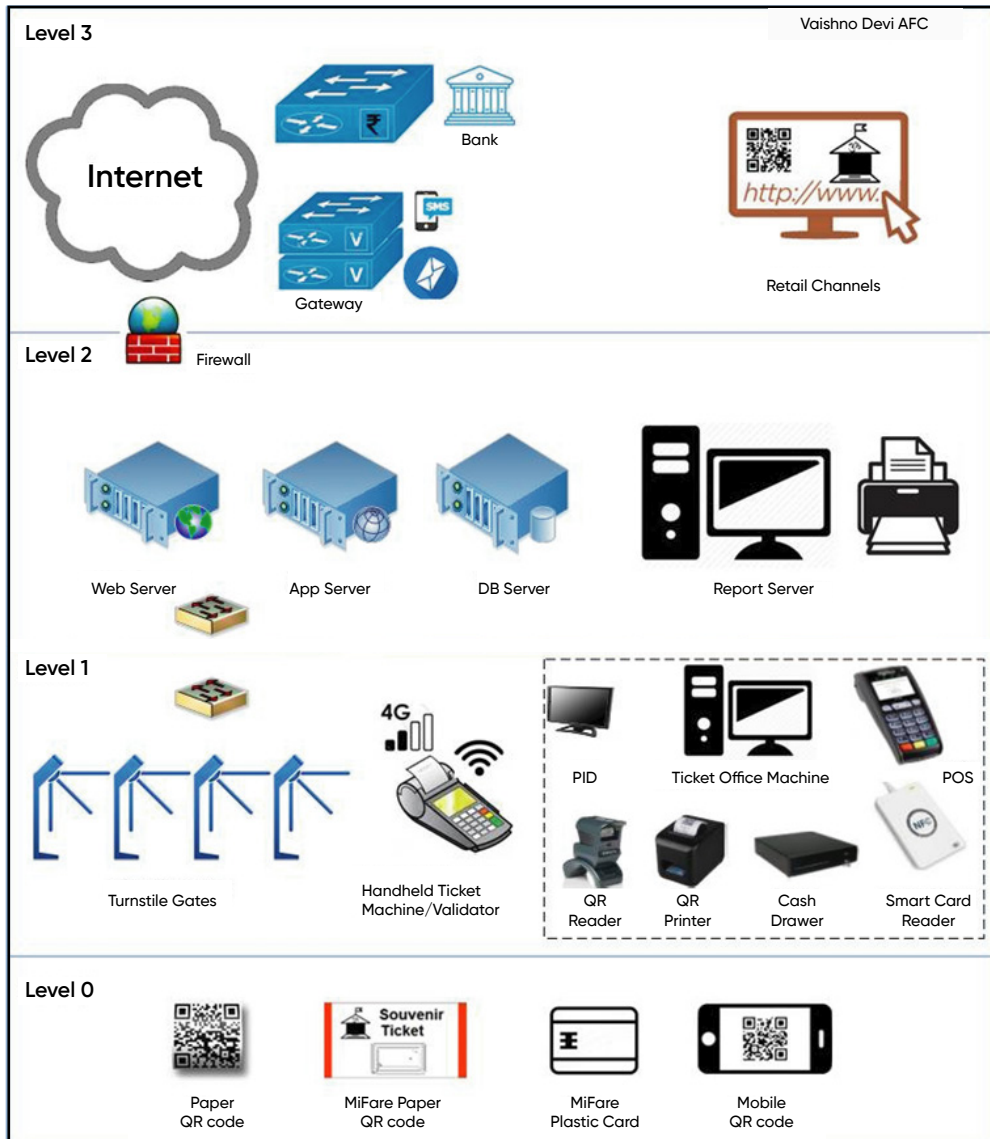 Level 3
Vaishno Devi AFC
Internet
₹
Bank
SMS
V
V
Gateway
http://www.
Retail Channels
Level 2
Firewall
Web Server
App Server
DB Server
Report Server
Level 1
4G
PID
Ticket Office Machine
POS
NFC
Turnstile Gates
Handheld Ticket
Machine/Validator
QR
Reader
QR
Printer
Cash
Drawer
Smart Card
Reader
Level 0
Souvenir
Ticket
Paper
QR code
MiFare Paper
QR code
MiFare
Plastic Card
Mobile
QR code